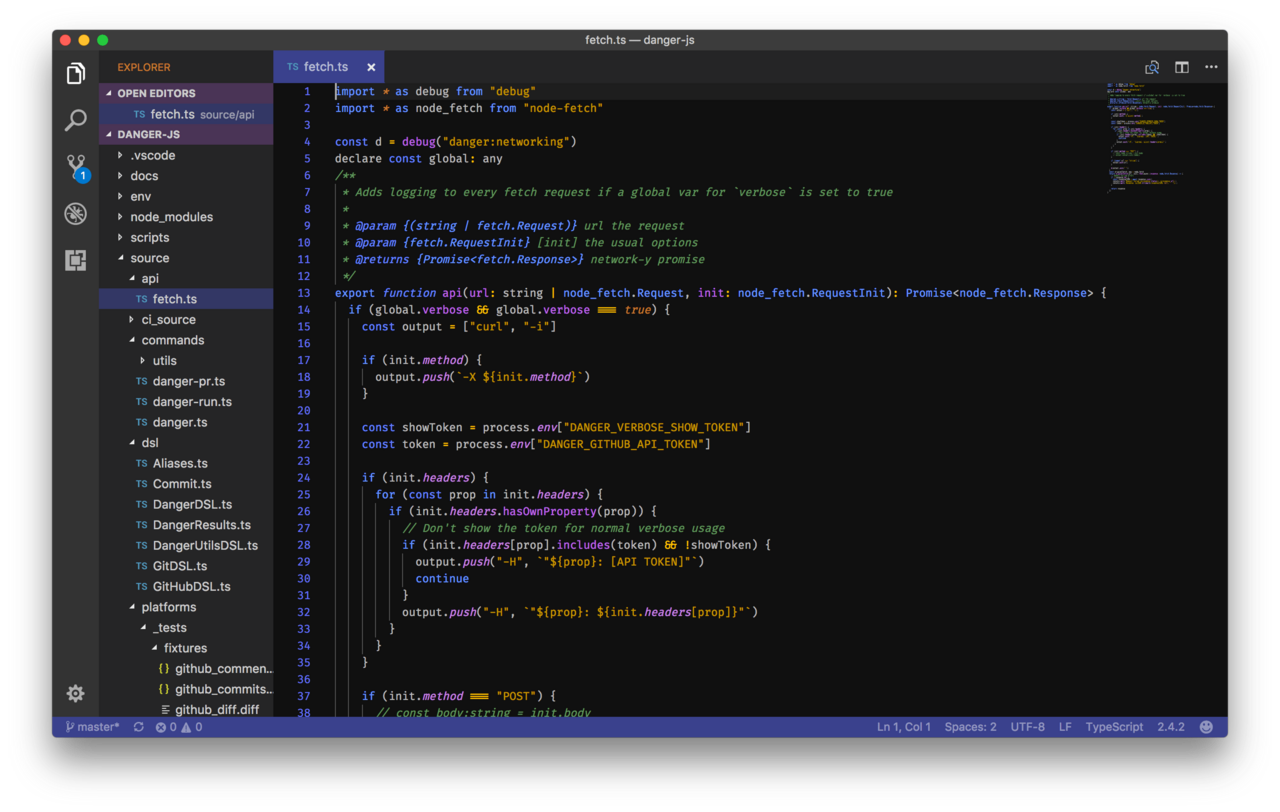 fetch.ts — danger-js
EXPLORER
OPEN EDITORS
TS fetch.ts source/api
DANGER-JS
.vscode
docs
env
node_modules
scripts
source
api
TS fetch.ts
ci_source
commands
utils
TS danger-pr.ts
TS danger-run.ts
TS danger.ts
dsl
TS Aliases.ts
TS Commit.ts
TS DangerDSL.ts
TS DangerResults.ts
TS DangerUtilsDSL.ts
TS GitDSL.ts
TS GitHubDSL.ts
platforms
_tests
fixtures
{} github_commen...
{} github_commits...
github_diff.diff
1
TS fetch.ts ×
1 import * as debug from "debug"
2 import * as node_fetch from "node-fetch"
3
4 const d = debug("danger:networking")
5 declare const global: any
6 /**
7 * Adds logging to every fetch request if a global var for `verbose` is set to true
8 *
9 * @param {(string | fetch.Request)} url the request
10 * @param {fetch.RequestInit} [init] the usual options
11 * @returns {Promise<fetch.Response>} network-y promise
12 */
13 export function api(url: string | node_fetch.Request, init: node_fetch.RequestInit): Promise<node_fetch.Response> {
14 if (global.verbose && global.verbose === true) {
15 const output = ["curl", "-i"]
16
17 if (init.method) {
18 output.push(`-X ${init.method}`)
19 }
20
21 const showToken = process.env["DANGER_VERBOSE_SHOW_TOKEN"]
22 const token = process.env["DANGER_GITHUB_API_TOKEN"]
23
24 if (init.headers) {
25 for (const prop in init.headers) {
26 if (init.headers.hasOwnProperty(prop)) {
27 // Don't show the token for normal verbose usage
28 if (init.headers[prop].includes(token) && !showToken) {
29 output.push("-H", `"${prop}: [API TOKEN]"`)
30 continue
31 }
32 output.push("-H", `"${prop}: ${init.headers[prop]}"`)
33 }
34 }
35 }
36
37 if (init.method === "POST") {
38 // const body:string = init.body
master* 0 0
Ln 1, Col 1 Spaces: 2 UTF-8 LF TypeScript 2.4.2